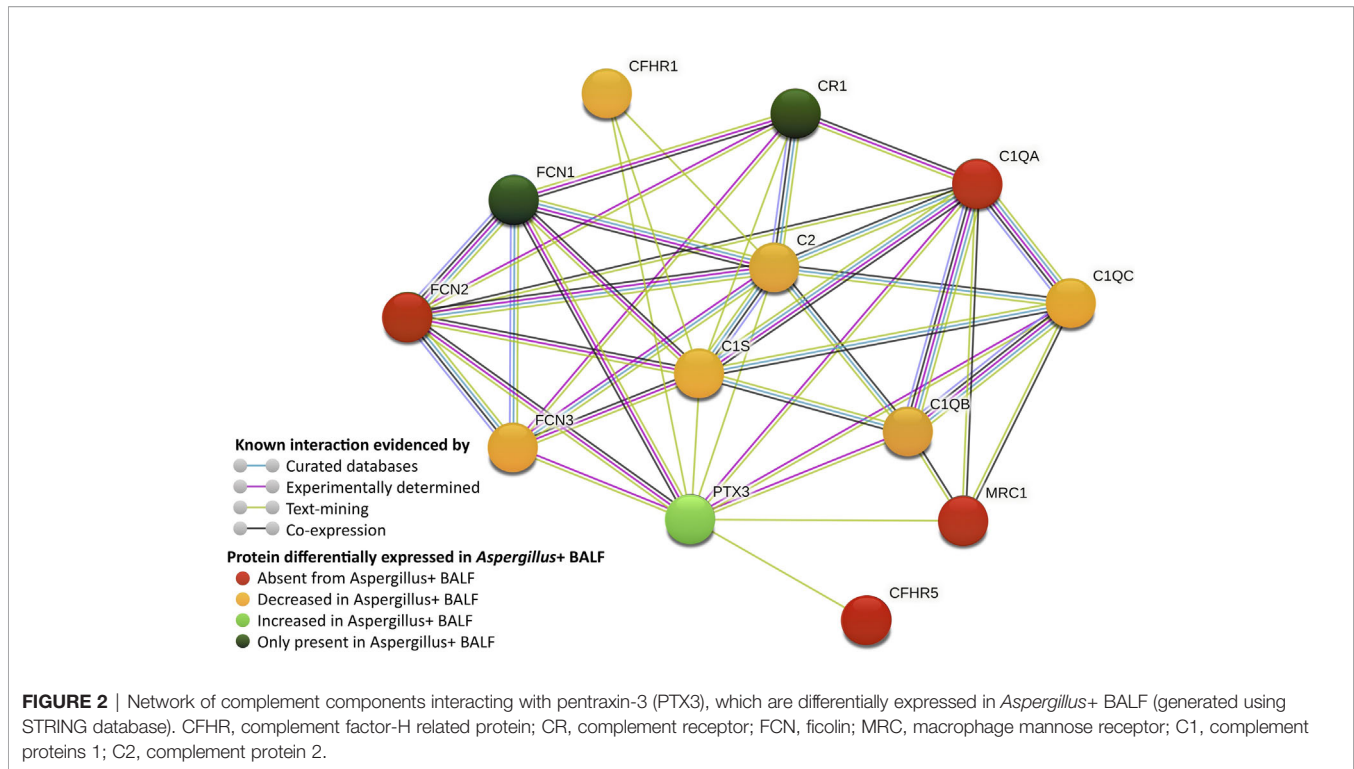 CFHR1
CR1
C1QA
FCN1
C2
C1QC
FCN2
C1S
C1QB
FCN3
PTX3
MRC1
CFHR5
Known interaction evidenced by
Curated databases
Experimentally determined
Text-mining
Co-expression
Protein differentially expressed in Aspergillus+ BALF
Absent from Aspergillus+ BALF
Decreased in Aspergillus+ BALF
Increased in Aspergillus+ BALF
Only present in Aspergillus+ BALF
FIGURE 2 | Network of complement components interacting with pentraxin-3 (PTX3), which are differentially expressed in Aspergillus+ BALF (generated using
STRING database). CFHR, complement factor-H related protein; CR, complement receptor; FCN, ficolin; MRC, macrophage mannose receptor; C1, complement
proteins 1; C2, complement protein 2.